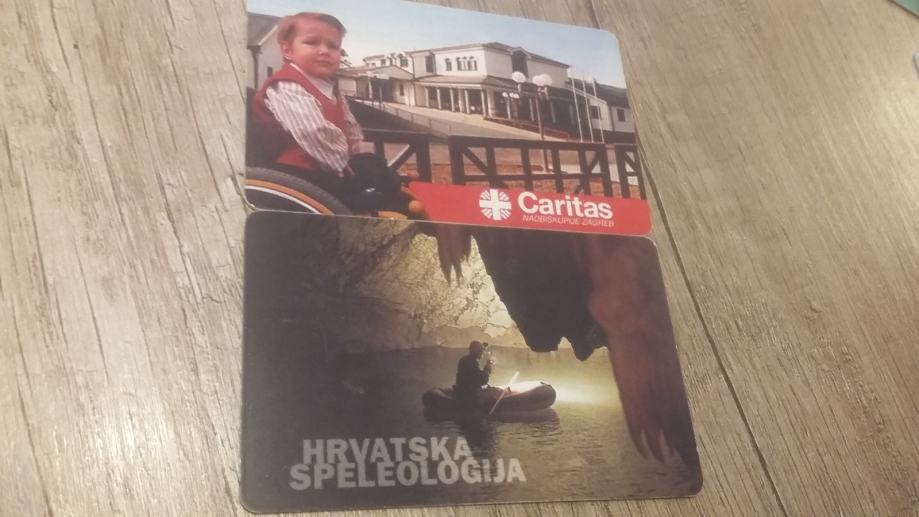 Caritas
NADBISKUPIJE ZAGREB
HRVATSKA
SPELEOLOGIJA